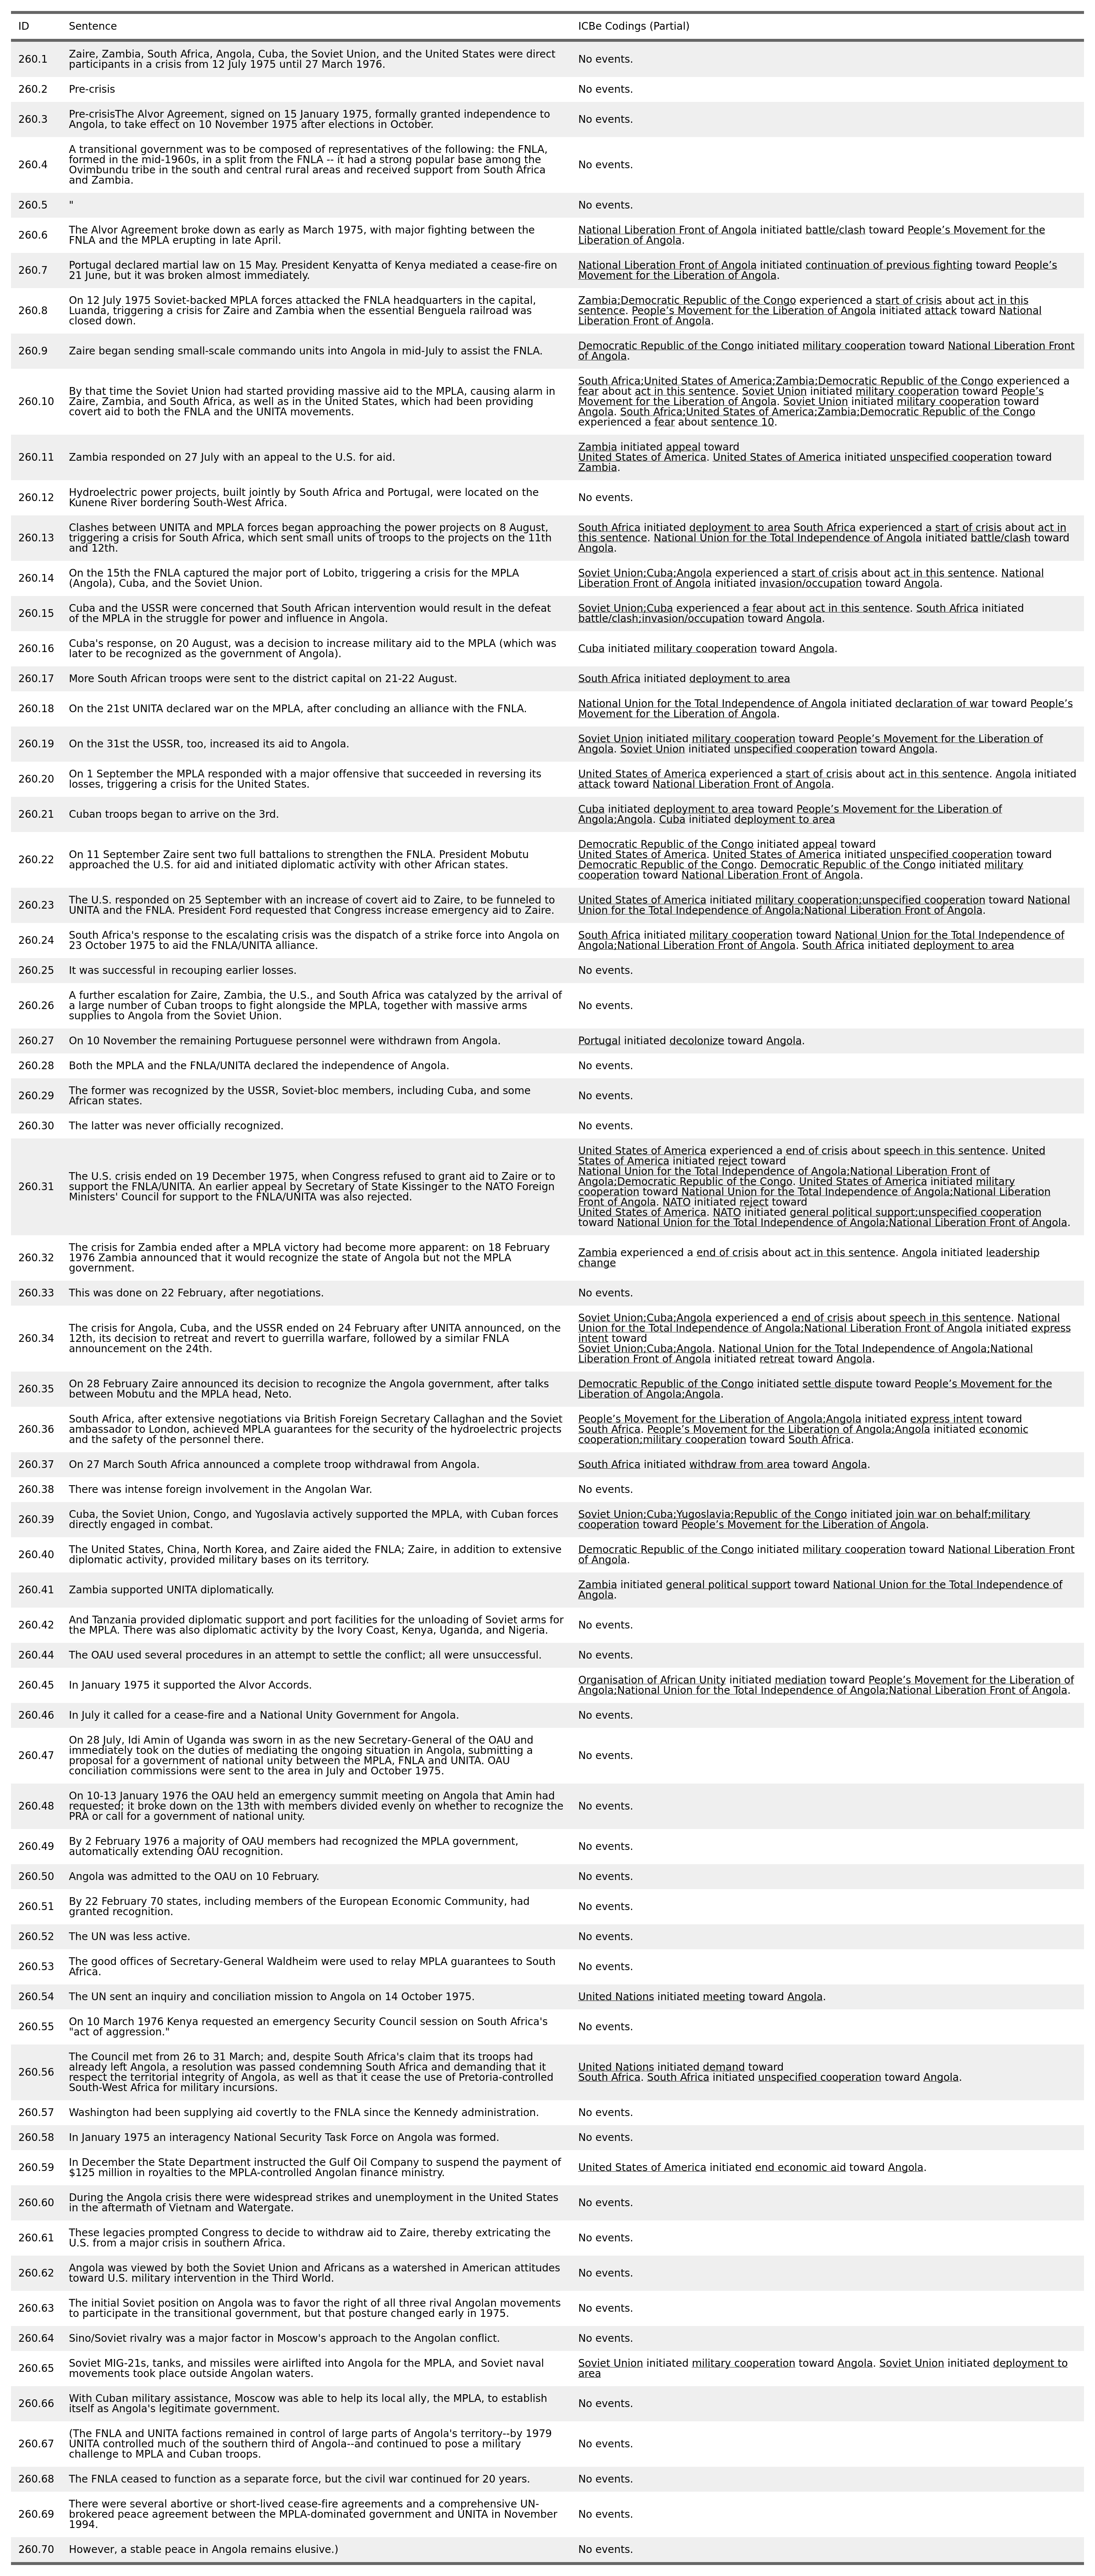 ID Sentence ICBe Codings (Partial)
260.1 Zaire, Zambia, South Africa, Angola, Cuba, the Soviet Union, and the United States were direct
participants in a crisis from 12 July 1975 until 27 March 1976. No events.
260.2 Pre-crisis No events.
260.3 Pre-crisisThe Alvor Agreement, signed on 15 January 1975, formally granted independence to
Angola, to take effect on 10 November 1975 after elections in October. No events.
260.4 A transitional government was to be composed of representatives of the following: the FNLA,
formed in the mid-1960s, in a split from the FNLA -- it had a strong popular base among the
Ovimbundu tribe in the south and central rural areas and received support from South Africa
and Zambia. No events.
260.5 " No events.
260.6 The Alvor Agreement broke down as early as March 1975, with major fighting between the
FNLA and the MPLA erupting in late April.
National Liberation Front of Angola initiated battle/clash toward People’s Movement for the
Liberation of Angola.
260.7 Portugal declared martial law on 15 May. President Kenyatta of Kenya mediated a cease-fire on
21 June, but it was broken almost immediately.
National Liberation Front of Angola initiated continuation of previous fighting toward People’s
Movement for the Liberation of Angola.
260.8 On 12 July 1975 Soviet-backed MPLA forces attacked the FNLA headquarters in the capital,
Luanda, triggering a crisis for Zaire and Zambia when the essential Benguela railroad was
closed down.
Zambia;Democratic Republic of the Congo experienced a start of crisis about act in this
sentence. People’s Movement for the Liberation of Angola initiated attack toward National
Liberation Front of Angola.
260.9 Zaire began sending small-scale commando units into Angola in mid-July to assist the FNLA.
Democratic Republic of the Congo initiated military cooperation toward National Liberation Front
of Angola.
260.10 By that time the Soviet Union had started providing massive aid to the MPLA, causing alarm in
Zaire, Zambia, and South Africa, as well as in the United States, which had been providing
covert aid to both the FNLA and the UNITA movements.
South Africa;United States of America;Zambia;Democratic Republic of the Congo experienced a
fear about act in this sentence. Soviet Union initiated military cooperation toward People’s
Movement for the Liberation of Angola. Soviet Union initiated military cooperation toward
Angola. South Africa;United States of America;Zambia;Democratic Republic of the Congo
experienced a fear about sentence 10.
260.11 Zambia responded on 27 July with an appeal to the U.S. for aid.
Zambia initiated appeal toward
United States of America. United States of America initiated unspecified cooperation toward
Zambia.
260.12 Hydroelectric power projects, built jointly by South Africa and Portugal, were located on the
Kunene River bordering South-West Africa. No events.
260.13 Clashes between UNITA and MPLA forces began approaching the power projects on 8 August,
triggering a crisis for South Africa, which sent small units of troops to the projects on the 11th
and 12th.
South Africa initiated deployment to area South Africa experienced a start of crisis about act in
this sentence. National Union for the Total Independence of Angola initiated battle/clash toward
Angola.
260.14 On the 15th the FNLA captured the major port of Lobito, triggering a crisis for the MPLA
(Angola), Cuba, and the Soviet Union.
Soviet Union;Cuba;Angola experienced a start of crisis about act in this sentence. National
Liberation Front of Angola initiated invasion/occupation toward Angola.
260.15 Cuba and the USSR were concerned that South African intervention would result in the defeat
of the MPLA in the struggle for power and influence in Angola.
Soviet Union;Cuba experienced a fear about act in this sentence. South Africa initiated
battle/clash;invasion/occupation toward Angola.
260.16 Cuba's response, on 20 August, was a decision to increase military aid to the MPLA (which was
later to be recognized as the government of Angola).
Cuba initiated military cooperation toward Angola.
260.17 More South African troops were sent to the district capital on 21-22 August. South Africa initiated deployment to area
260.18 On the 21st UNITA declared war on the MPLA, after concluding an alliance with the FNLA.
National Union for the Total Independence of Angola initiated declaration of war toward People’s
Movement for the Liberation of Angola.
260.19 On the 31st the USSR, too, increased its aid to Angola.
Soviet Union initiated military cooperation toward People’s Movement for the Liberation of
Angola. Soviet Union initiated unspecified cooperation toward Angola.
260.20 On 1 September the MPLA responded with a major offensive that succeeded in reversing its
losses, triggering a crisis for the United States.
United States of America experienced a start of crisis about act in this sentence. Angola initiated
attack toward National Liberation Front of Angola.
260.21 Cuban troops began to arrive on the 3rd.
Cuba initiated deployment to area toward People’s Movement for the Liberation of
Angola;Angola. Cuba initiated deployment to area
260.22 On 11 September Zaire sent two full battalions to strengthen the FNLA. President Mobutu
approached the U.S. for aid and initiated diplomatic activity with other African states.
Democratic Republic of the Congo initiated appeal toward
United States of America. United States of America initiated unspecified cooperation toward
Democratic Republic of the Congo. Democratic Republic of the Congo initiated military
cooperation toward National Liberation Front of Angola.
260.23 The U.S. responded on 25 September with an increase of covert aid to Zaire, to be funneled to
UNITA and the FNLA. President Ford requested that Congress increase emergency aid to Zaire.
United States of America initiated military cooperation;unspecified cooperation toward National
Union for the Total Independence of Angola;National Liberation Front of Angola.
260.24 South Africa's response to the escalating crisis was the dispatch of a strike force into Angola on
23 October 1975 to aid the FNLA/UNITA alliance.
South Africa initiated military cooperation toward National Union for the Total Independence of
Angola;National Liberation Front of Angola. South Africa initiated deployment to area
260.25 It was successful in recouping earlier losses. No events.
260.26 A further escalation for Zaire, Zambia, the U.S., and South Africa was catalyzed by the arrival of
a large number of Cuban troops to fight alongside the MPLA, together with massive arms
supplies to Angola from the Soviet Union. No events.
260.27 On 10 November the remaining Portuguese personnel were withdrawn from Angola. Portugal initiated decolonize toward Angola.
260.28 Both the MPLA and the FNLA/UNITA declared the independence of Angola. No events.
260.29 The former was recognized by the USSR, Soviet-bloc members, including Cuba, and some
African states. No events.
260.30 The latter was never officially recognized. No events.
260.31 The U.S. crisis ended on 19 December 1975, when Congress refused to grant aid to Zaire or to
support the FNLA/UNITA. An earlier appeal by Secretary of State Kissinger to the NATO Foreign
Ministers' Council for support to the FNLA/UNITA was also rejected.
United States of America experienced a end of crisis about speech in this sentence. United
States of America initiated reject toward
National Union for the Total Independence of Angola;National Liberation Front of
Angola;Democratic Republic of the Congo. United States of America initiated military
cooperation toward National Union for the Total Independence of Angola;National Liberation
Front of Angola. NATO initiated reject toward
United States of America. NATO initiated general political support;unspecified cooperation
toward National Union for the Total Independence of Angola;National Liberation Front of Angola.
260.32 The crisis for Zambia ended after a MPLA victory had become more apparent: on 18 February
1976 Zambia announced that it would recognize the state of Angola but not the MPLA
government.
Zambia experienced a end of crisis about act in this sentence. Angola initiated leadership
change
260.33 This was done on 22 February, after negotiations. No events.
260.34 The crisis for Angola, Cuba, and the USSR ended on 24 February after UNITA announced, on the
12th, its decision to retreat and revert to guerrilla warfare, followed by a similar FNLA
announcement on the 24th.
Soviet Union;Cuba;Angola experienced a end of crisis about speech in this sentence. National
Union for the Total Independence of Angola;National Liberation Front of Angola initiated express
intent toward
Soviet Union;Cuba;Angola. National Union for the Total Independence of Angola;National
Liberation Front of Angola initiated retreat toward Angola.
260.35 On 28 February Zaire announced its decision to recognize the Angola government, after talks
between Mobutu and the MPLA head, Neto.
Democratic Republic of the Congo initiated settle dispute toward People’s Movement for the
Liberation of Angola;Angola.
260.36 South Africa, after extensive negotiations via British Foreign Secretary Callaghan and the Soviet
ambassador to London, achieved MPLA guarantees for the security of the hydroelectric projects
and the safety of the personnel there.
People’s Movement for the Liberation of Angola;Angola initiated express intent toward
South Africa. People’s Movement for the Liberation of Angola;Angola initiated economic
cooperation;military cooperation toward South Africa.
260.37 On 27 March South Africa announced a complete troop withdrawal from Angola. South Africa initiated withdraw from area toward Angola.
260.38 There was intense foreign involvement in the Angolan War. No events.
260.39 Cuba, the Soviet Union, Congo, and Yugoslavia actively supported the MPLA, with Cuban forces
directly engaged in combat.
Soviet Union;Cuba;Yugoslavia;Republic of the Congo initiated join war on behalf;military
cooperation toward People’s Movement for the Liberation of Angola.
260.40 The United States, China, North Korea, and Zaire aided the FNLA; Zaire, in addition to extensive
diplomatic activity, provided military bases on its territory.
Democratic Republic of the Congo initiated military cooperation toward National Liberation Front
of Angola.
260.41 Zambia supported UNITA diplomatically.
Zambia initiated general political support toward National Union for the Total Independence of
Angola.
260.42 And Tanzania provided diplomatic support and port facilities for the unloading of Soviet arms for
the MPLA. There was also diplomatic activity by the Ivory Coast, Kenya, Uganda, and Nigeria. No events.
260.44 The OAU used several procedures in an attempt to settle the conflict; all were unsuccessful. No events.
260.45 In January 1975 it supported the Alvor Accords.
Organisation of African Unity initiated mediation toward People’s Movement for the Liberation of
Angola;National Union for the Total Independence of Angola;National Liberation Front of Angola.
260.46 In July it called for a cease-fire and a National Unity Government for Angola. No events.
260.47 On 28 July, Idi Amin of Uganda was sworn in as the new Secretary-General of the OAU and
immediately took on the duties of mediating the ongoing situation in Angola, submitting a
proposal for a government of national unity between the MPLA, FNLA and UNITA. OAU
conciliation commissions were sent to the area in July and October 1975. No events.
260.48 On 10-13 January 1976 the OAU held an emergency summit meeting on Angola that Amin had
requested; it broke down on the 13th with members divided evenly on whether to recognize the
PRA or call for a government of national unity. No events.
260.49 By 2 February 1976 a majority of OAU members had recognized the MPLA government,
automatically extending OAU recognition. No events.
260.50 Angola was admitted to the OAU on 10 February. No events.
260.51 By 22 February 70 states, including members of the European Economic Community, had
granted recognition. No events.
260.52 The UN was less active. No events.
260.53 The good offices of Secretary-General Waldheim were used to relay MPLA guarantees to South
Africa. No events.
260.54 The UN sent an inquiry and conciliation mission to Angola on 14 October 1975. United Nations initiated meeting toward Angola.
260.55 On 10 March 1976 Kenya requested an emergency Security Council session on South Africa's
"act of aggression." No events.
260.56 The Council met from 26 to 31 March; and, despite South Africa's claim that its troops had
already left Angola, a resolution was passed condemning South Africa and demanding that it
respect the territorial integrity of Angola, as well as that it cease the use of Pretoria-controlled
South-West Africa for military incursions.
United Nations initiated demand toward
South Africa. South Africa initiated unspecified cooperation toward Angola.
260.57 Washington had been supplying aid covertly to the FNLA since the Kennedy administration. No events.
260.58 In January 1975 an interagency National Security Task Force on Angola was formed. No events.
260.59 In December the State Department instructed the Gulf Oil Company to suspend the payment of
$125 million in royalties to the MPLA-controlled Angolan finance ministry.
United States of America initiated end economic aid toward Angola.
260.60 During the Angola crisis there were widespread strikes and unemployment in the United States
in the aftermath of Vietnam and Watergate. No events.
260.61 These legacies prompted Congress to decide to withdraw aid to Zaire, thereby extricating the
U.S. from a major crisis in southern Africa. No events.
260.62 Angola was viewed by both the Soviet Union and Africans as a watershed in American attitudes
toward U.S. military intervention in the Third World. No events.
260.63 The initial Soviet position on Angola was to favor the right of all three rival Angolan movements
to participate in the transitional government, but that posture changed early in 1975. No events.
260.64 Sino/Soviet rivalry was a major factor in Moscow's approach to the Angolan conflict. No events.
260.65 Soviet MIG-21s, tanks, and missiles were airlifted into Angola for the MPLA, and Soviet naval
movements took place outside Angolan waters.
Soviet Union initiated military cooperation toward Angola. Soviet Union initiated deployment to
area
260.66 With Cuban military assistance, Moscow was able to help its local ally, the MPLA, to establish
itself as Angola's legitimate government. No events.
260.67 (The FNLA and UNITA factions remained in control of large parts of Angola's territory--by 1979
UNITA controlled much of the southern third of Angola--and continued to pose a military
challenge to MPLA and Cuban troops. No events.
260.68 The FNLA ceased to function as a separate force, but the civil war continued for 20 years. No events.
260.69 There were several abortive or short-lived cease-fire agreements and a comprehensive UN-
brokered peace agreement between the MPLA-dominated government and UNITA in November
1994. No events.
260.70 However, a stable peace in Angola remains elusive.) No events.